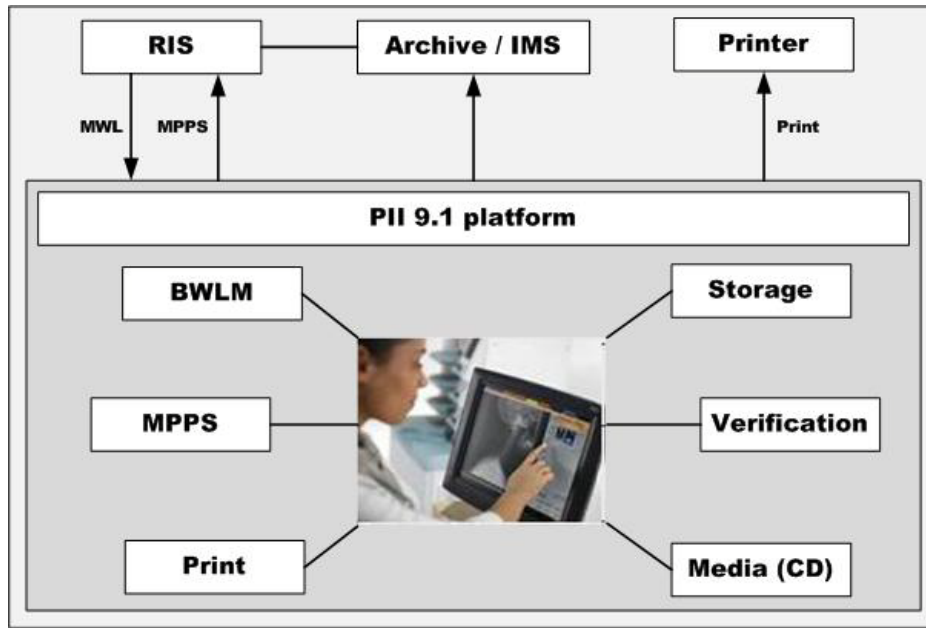 RIS
Archive / IMS
Printer
MWL
MPPS
Print
PII 9.1 platform
BWLM
Storage
MPPS
Verification
Print
Media (CD)